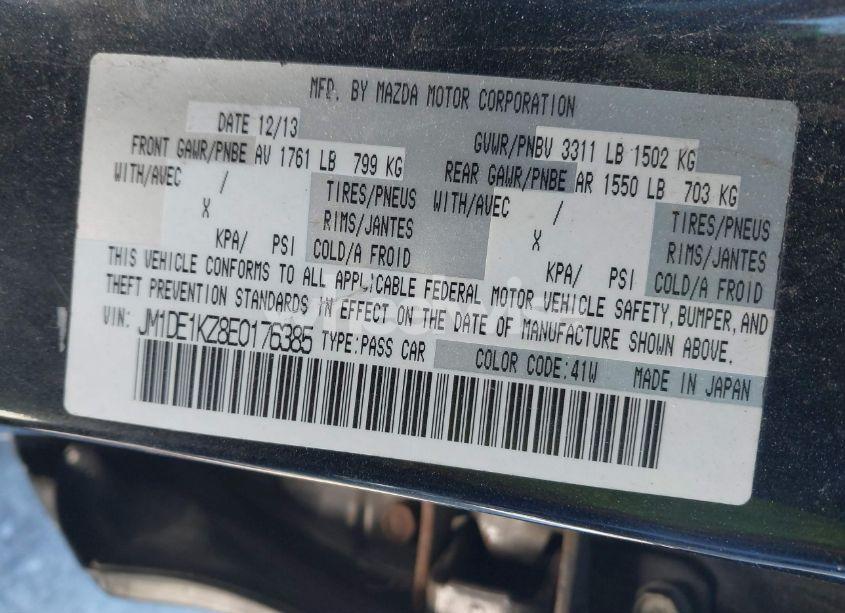 MFD. BY MAZDA MOTOR CORPORATION
DATE 12/13 GVWR/PNBV 3311 LB 1502 KG
FRONT GAWR/PNBE AV 1761 LB 799 KG REAR GAWR/PNBE AR 1550 LB 703 KG
WITH/AVEC / TIRES/PNEUS WITH/AVEC / TIRES/PNEUS
X RIMS/JANTES X RIMS/JANTES
KPA/ PSI COLD/A FROID KPA/ PSI COLD/A FROID
THIS VEHICLE CONFORMS TO ALL APPLICABLE FEDERAL MOTOR VEHICLE SAFETY, BUMPER, AND
THEFT PREVENTION STANDARDS IN EFFECT ON THE DATE OF MANUFACTURE SHOWN ABOVE.
VIN: JM1DE1KZ8E0176385 TYPE:PASS CAR COLOR CODE:41W MADE IN JAPAN